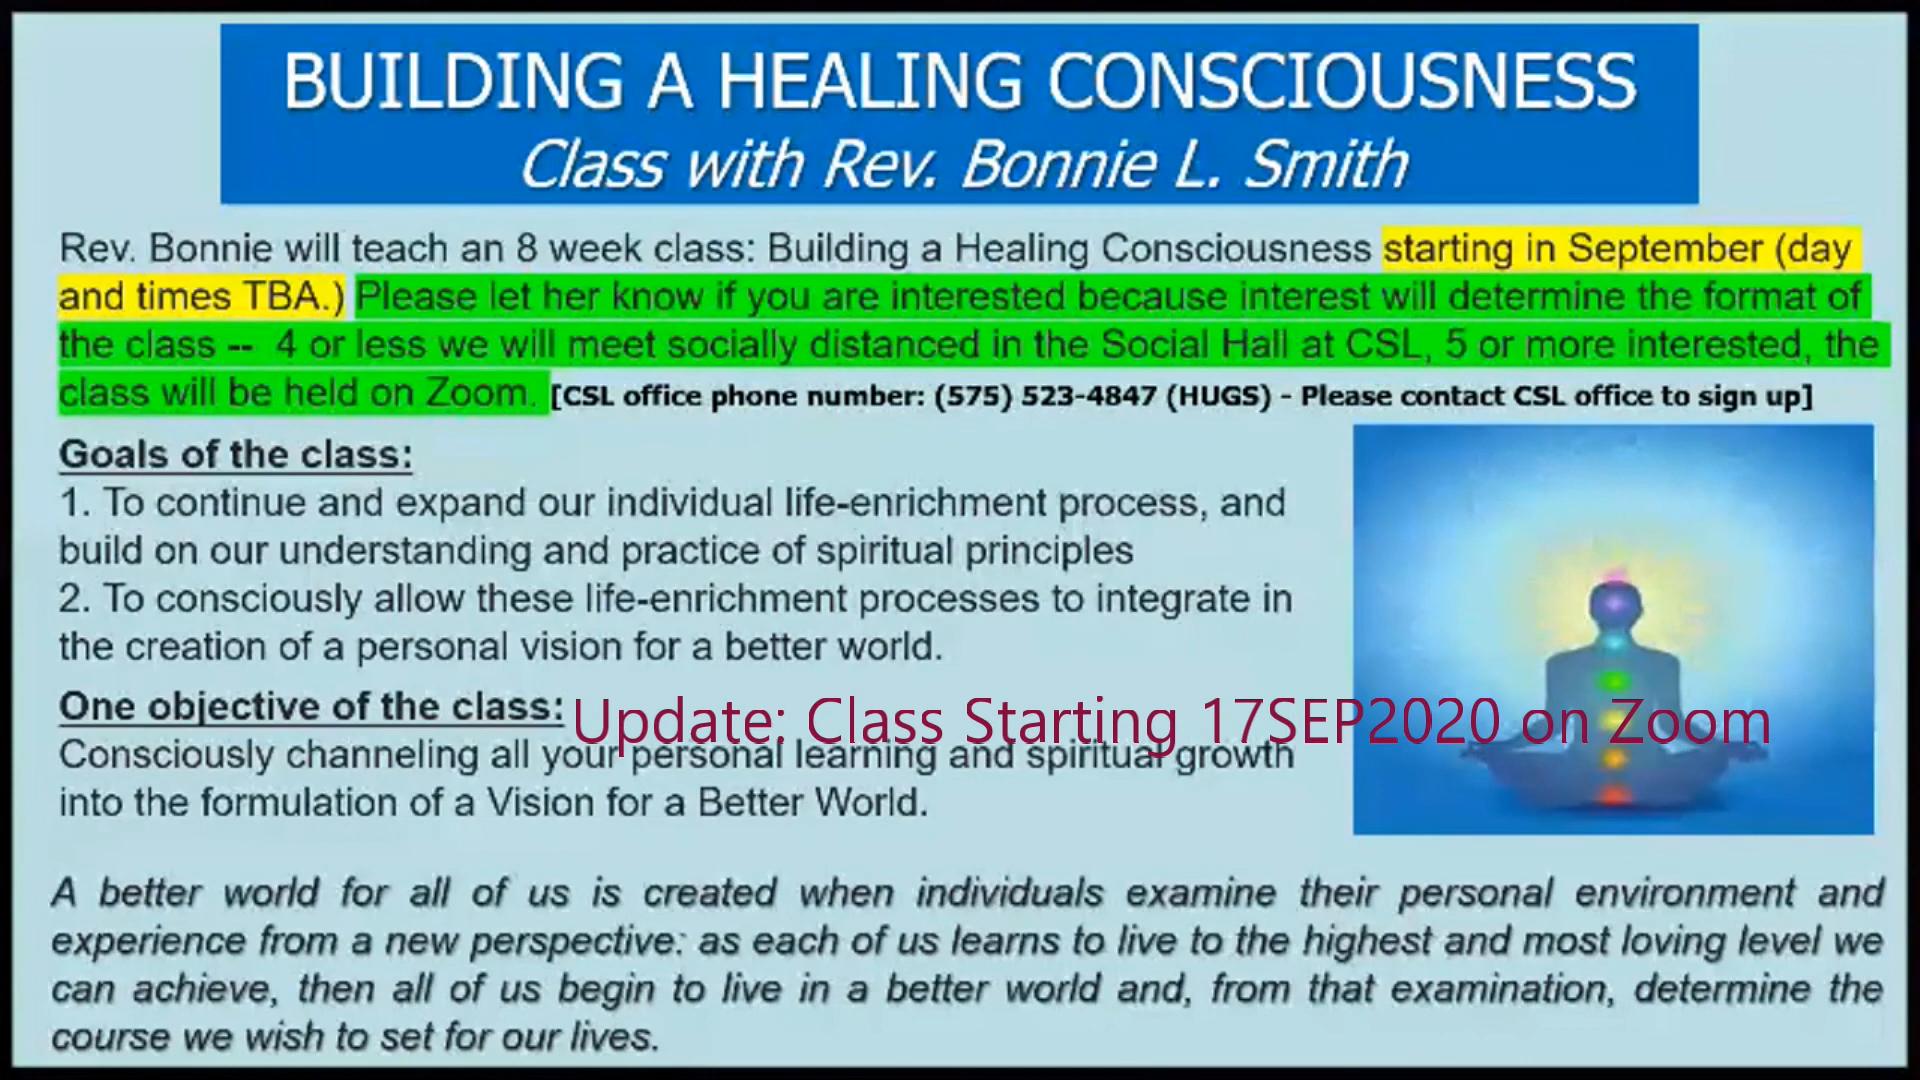 BUILDING A HEALING CONSCIOUSNESS
Class with Rev. Bonnie L. Smith
Rev. Bonnie will teach an 8 week class: Building a Healing Consciousness starting in September (day
and times TBA.) Please let her know if you are interested because interest will determine the format of
the class -- 4 or less we will meet socially distanced in the Social Hall at CSL, 5 or more interested, the
class will be held on Zoom. [CSL office phone number: (575) 523-4847 (HUGS) - Please contact CSL office to sign up]
Goals of the class:
1. To continue and expand our individual life-enrichment process, and
build on our understanding and practice of spiritual principles
2. To consciously allow these life-enrichment processes to integrate in
the creation of a personal vision for a better world.
One objective of the class:
Update; Class Starting 17SEP2020 on Zoom
Consciously channeling all your personal learning and spiritual growth
into the formulation of a Vision for a Better World.
A better world for all of us is created when individuals examine their personal environment and
experience from a new perspective: as each of us learns to live to the highest and most loving level we
can achieve, then all of us begin to live in a better world and, from that examination, determine the
course we wish to set for our lives.